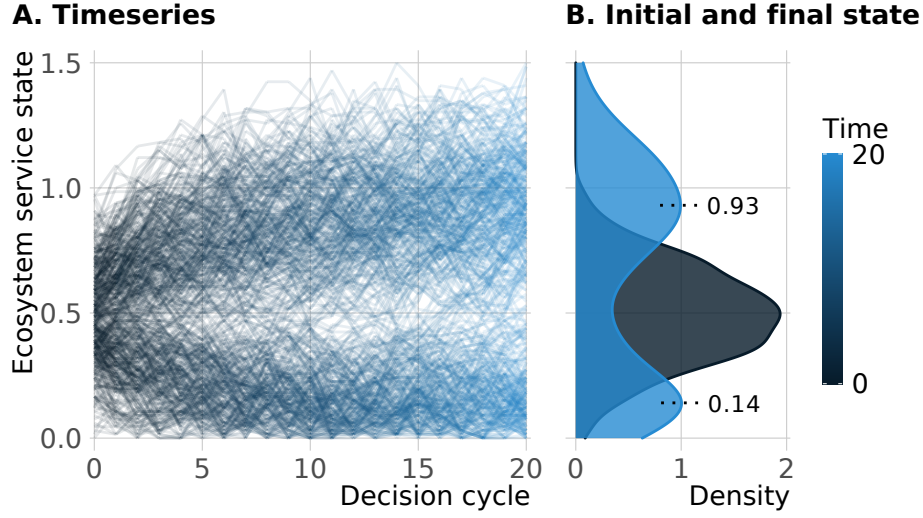 A. Timeseries
B. Initial and final state
Ecosystem service state
1.5
1.0
0.5
0.0
0
5
10
15
20
Decision cycle
0.93
0.14
0
1
2
Density
Time
20
0